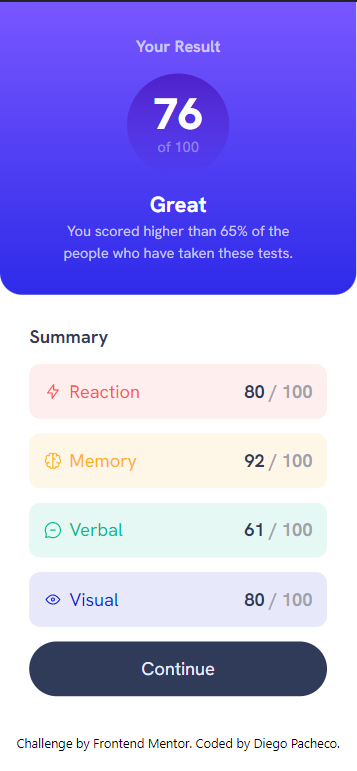 Your Result
76
of 100
Great
You scored higher than 65% of the
people who have taken these tests.
Summary
Reaction 80 / 100
Memory 92 / 100
Verbal 61 / 100
Visual 80 / 100
Continue
Challenge by Frontend Mentor. Coded by Diego Pacheco.